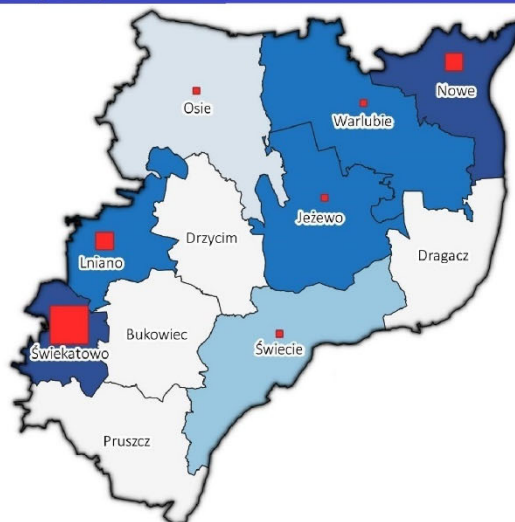 Nowe
Osie
Warlubie
Jeżewo
Drzycim
Dragacz
Lniano
Bukowiec
Świekatowo
Świecie
Pruszcz